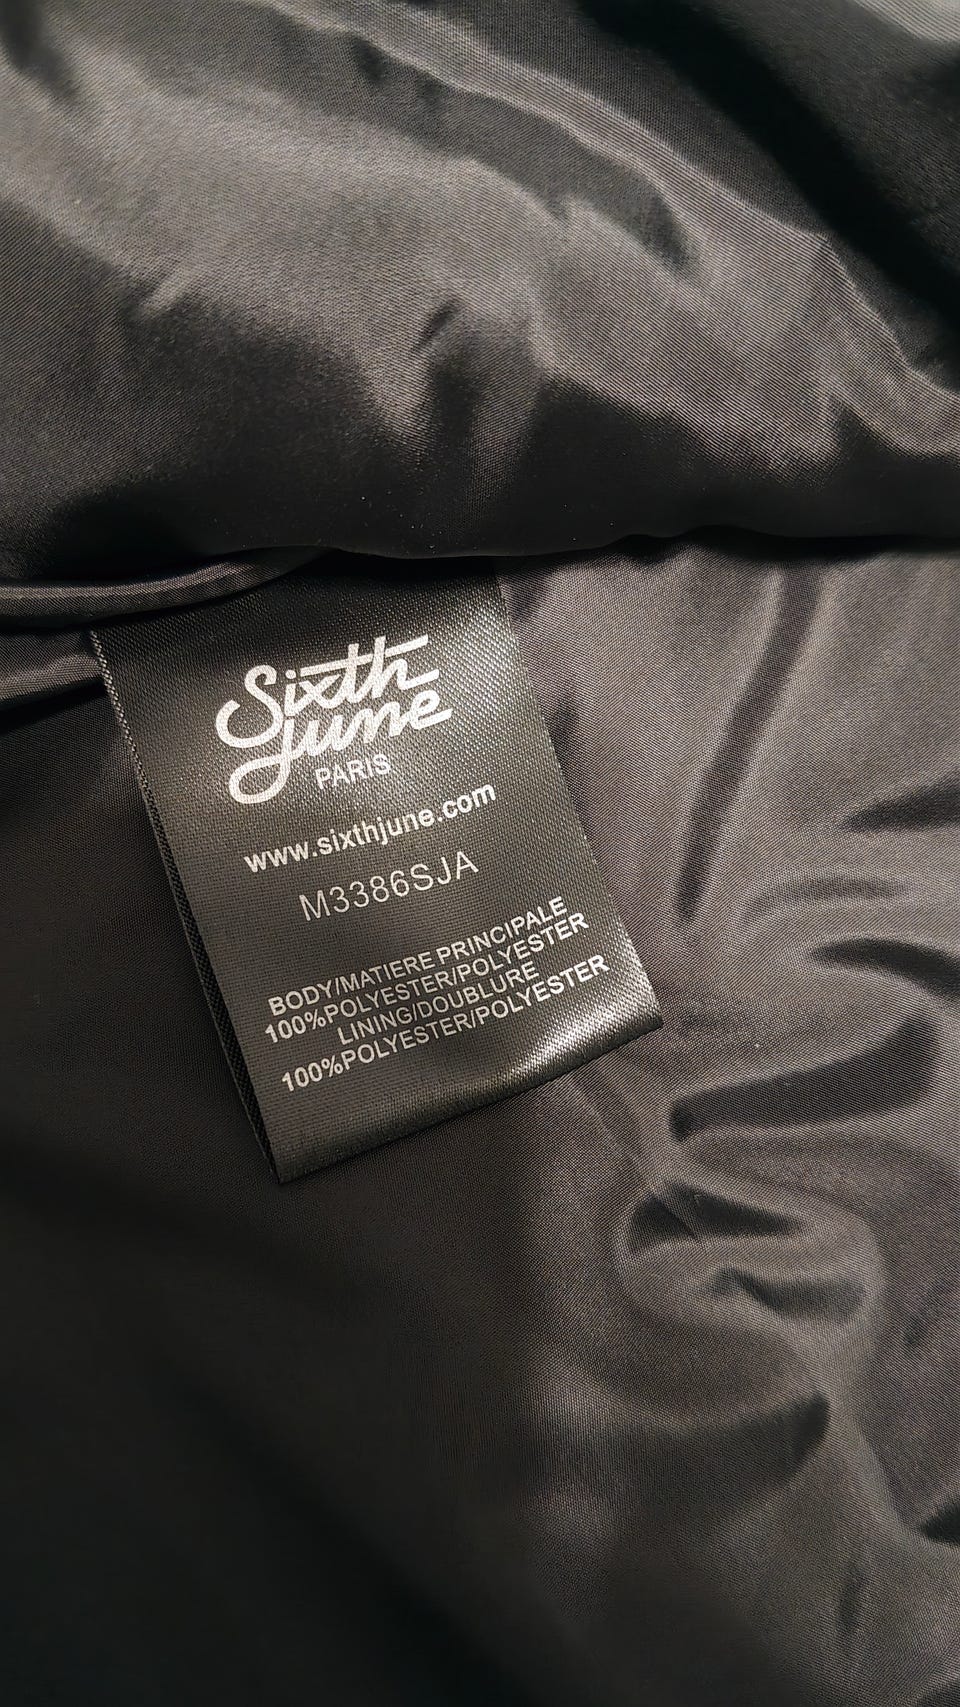 Sixth
June
PARIS
www.sixthjune.com
M3386SJA
BODY/MATIERE PRINCIPALE
100%POLYESTER/POLYESTER
LINING/DOUBLURE
100%POLYESTER/POLYESTER